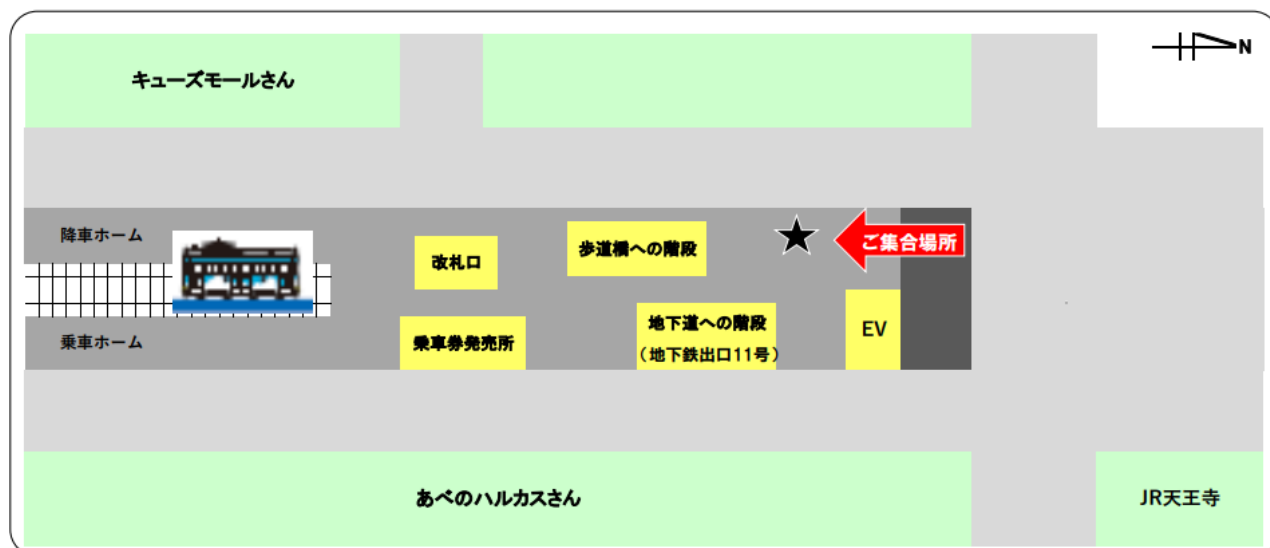 キューズモールさん
N
降車ホーム
改札口
歩道橋への階段
★
ご集合場所
乗車ホーム
乗車券発売所
地下道への階段
（地下鉄出口11号）
EV
あべのハルカスさん
JR天王寺